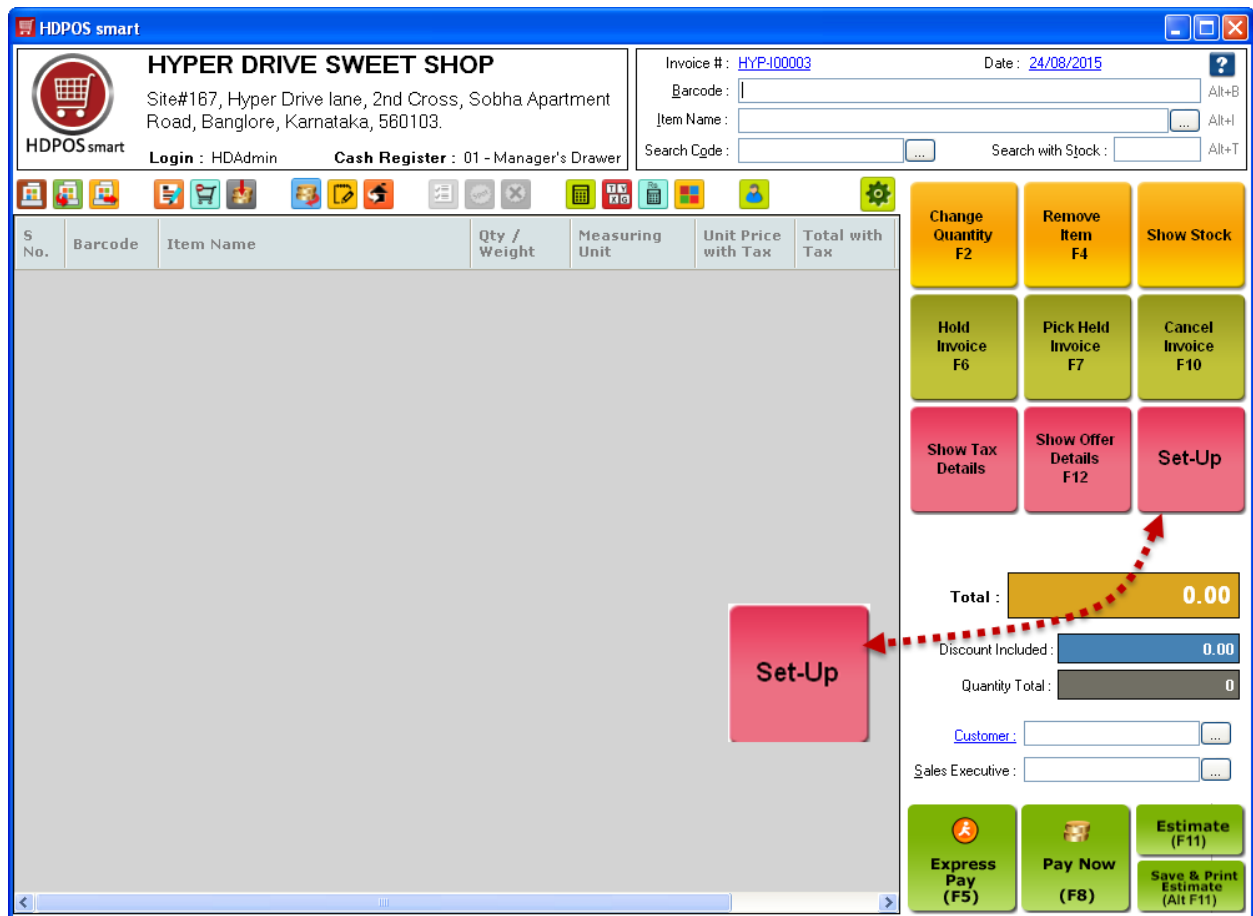 HDPOS smart
HYPER DRIVE SWEET SHOP
Site#167, Hyper Drive lane, 2nd Cross, Sobha Apartment
Road, Banglore, Karnataka, 560103.
HDPOS smart
Login : HDAdmin
Cash Register : 01 - Manager's Drawer
Invoice # : HYP-I00003
Date : 24/08/2015
?
Barcode :
Alt+B
Item Name :
...
Alt+I
Search Code :
...
Search with Stock :
Alt+T
S
No.
Barcode
Item Name
Qty /
Weight
Measuring
Unit
Unit Price
with Tax
Total with
Tax
Change
Quantity
F2
Remove
Item
F4
Show Stock
Hold
Invoice
F6
Pick Held
Invoice
F7
Cancel
Invoice
F10
Show Tax
Details
Show Offer
Details
F12
Set-Up
Set-Up
Total :
0.00
Discount Included :
0.00
Quantity Total :
0
Customer :
...
Sales Executive :
...
Express
Pay
(F5)
Pay Now
(F8)
Estimate
(F11)
Save & Print
Estimate
(Alt F11)